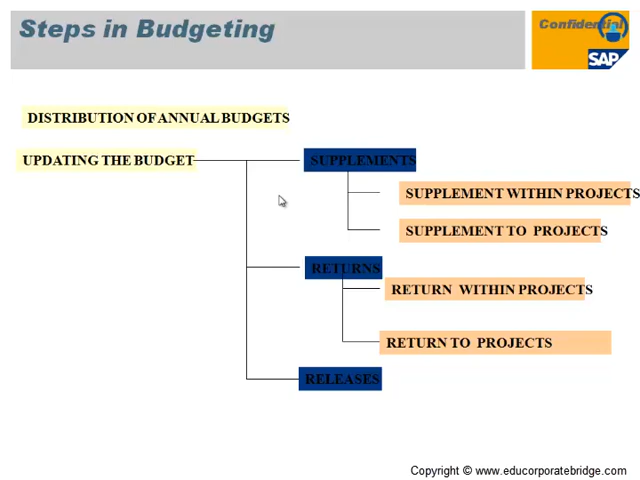 Steps in Budgeting
Confidential
SAP
DISTRIBUTION OF ANNUAL BUDGETS
UPDATING THE BUDGET
SUPPLEMENTS
SUPPLEMENT WITHIN PROJECTS
SUPPLEMENT TO PROJECTS
RETURNS
RETURN WITHIN PROJECTS
RETURN TO PROJECTS
RELEASES
Copyright © www.educorporatebridge.com